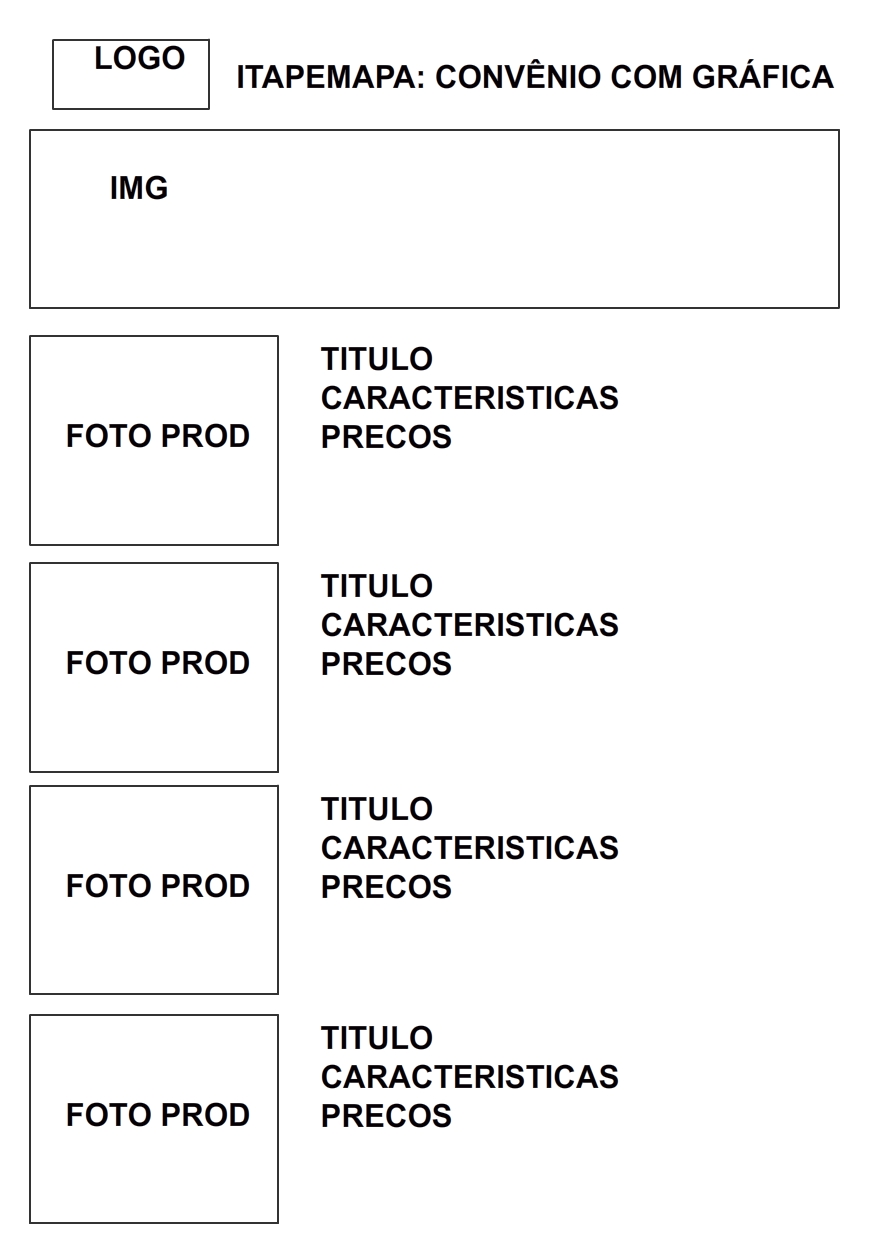 LOGO
ITAPEMAPA: CONVÊNIO COM GRÁFICA
IMG
FOTO PROD
TITULO
CARACTERISTICAS
PRECOS
FOTO PROD
TITULO
CARACTERISTICAS
PRECOS
FOTO PROD
TITULO
CARACTERISTICAS
PRECOS
FOTO PROD
TITULO
CARACTERISTICAS
PRECOS